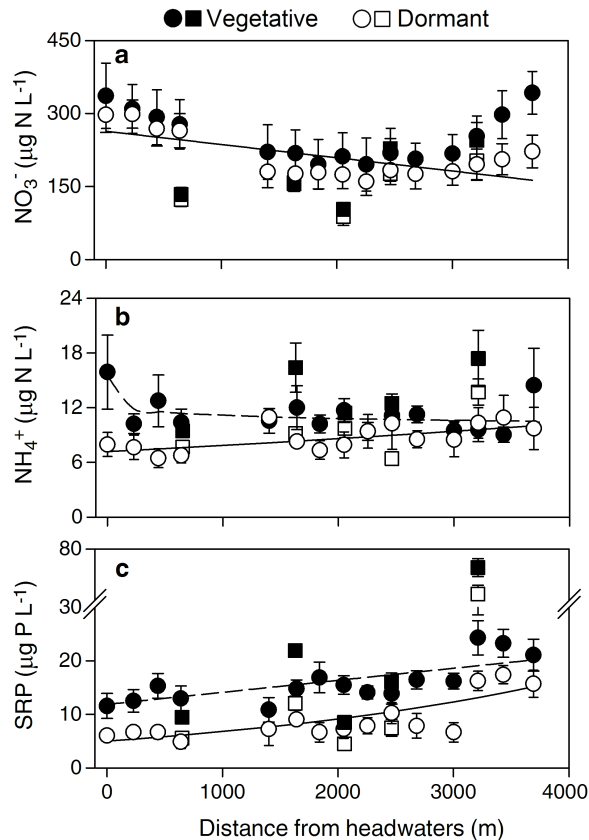 Vegetative Dormant
a
450
300
150
0
NO₃⁻ (μg N L⁻¹)
b
24
18
12
6
0
NH₄⁺ (μg N L⁻¹)
c
80
30
20
10
0
SRP (μg P L⁻¹)
0 1000 2000 3000 4000
Distance from headwaters (m)